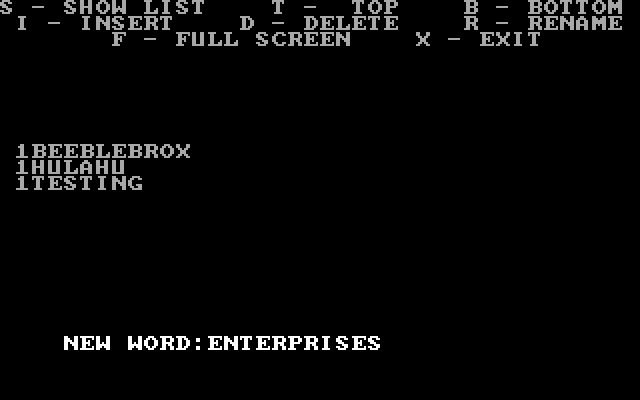 S - SHOW LIST T - TOP B - BOTTOM
I - INSERT D - DELETE R - RENAME
F - FULL SCREEN X - EXIT
1BEEBLEBROX
1HULAHU
1TESTING
NEW WORD:ENTERPRISES